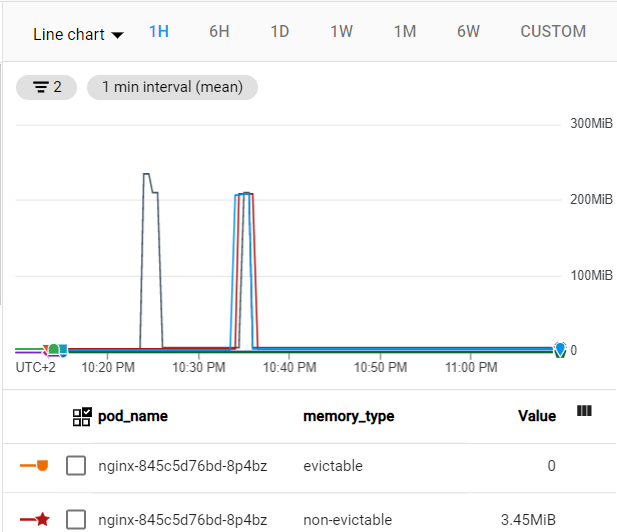 Line chart 1H 6H 1D 1W 1M 6W CUSTOM
2 1 min interval (mean)
300MiB
200MiB
100MiB
0
UTC+2 10:20 PM 10:30 PM 10:40 PM 10:50 PM 11:00 PM
pod_name memory_type Value
nginx-845c5d76bd-8p4bz evictable 0
nginx-845c5d76bd-8p4bz non-evictable 3.45MiB